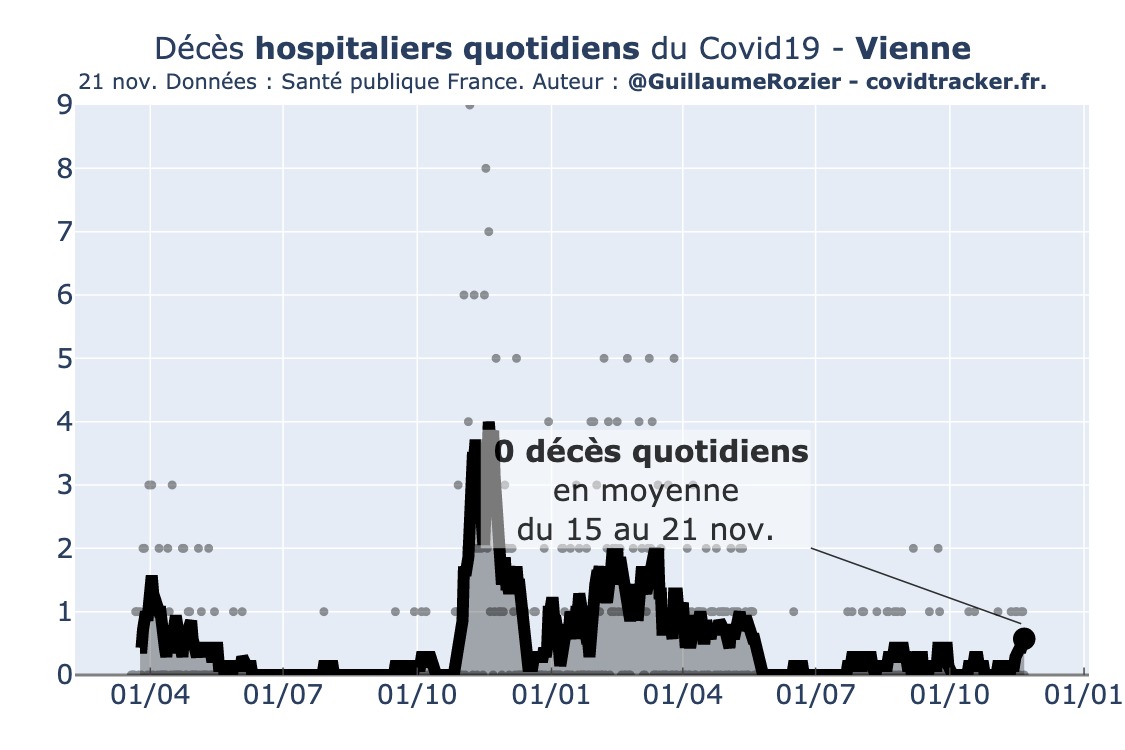 Décès hospitaliers quotidiens du Covid19 - Vienne
21 nov. Données : Santé publique France. Auteur : @GuillaumeRozier - covidtracker.fr.
9
8
7
6
5
4
3
2
1
0
0 décès quotidiens
en moyenne
du 15 au 21 nov.
01/04 01/07 01/10 01/01 01/04 01/07 01/10 01/01